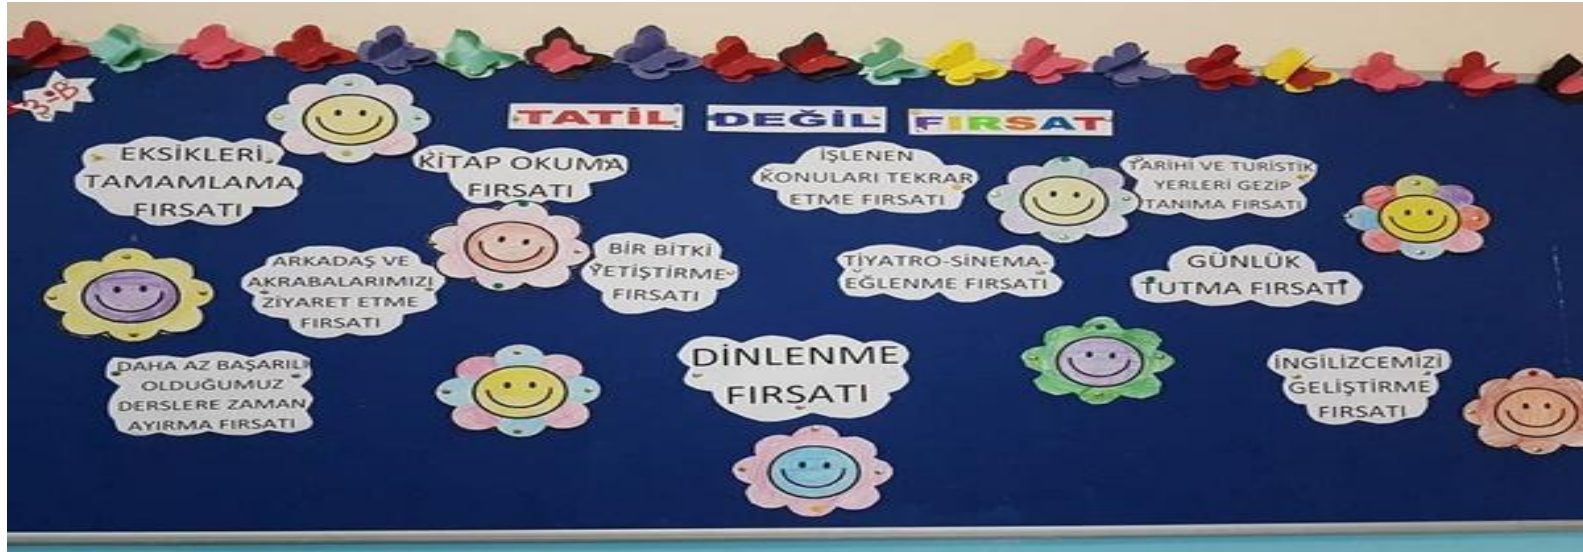 3-B
TATİL DEĞİL FIRSAT
EKSİKLERİ
TAMAMLAMA
FIRSATI
KİTAP OKUMA
FIRSATI
İŞLENEN
KONULARI TEKRAR
ETME FIRSATI
TARİHİ VE TURİSTİK
YERLERİ GEZİP
TANIMA FIRSATI
ARKADAŞ VE
AKRABALARIMIZI
ZİYARET ETME
FIRSATI
BİR BİTKİ
YETİŞTİRME
FIRSATI
TİYATRO-SİNEMA-
EĞLENME FIRSATI
GÜNLÜK
TUTMA FIRSATI
DAHA AZ BAŞARILI
OLDUĞUMUZ
DERSLERE ZAMAN
AYIRMA FIRSATI
DİNLENME
FIRSATI
İNGİLİZCEMİZİ
GELİŞTİRME
FIRSATI